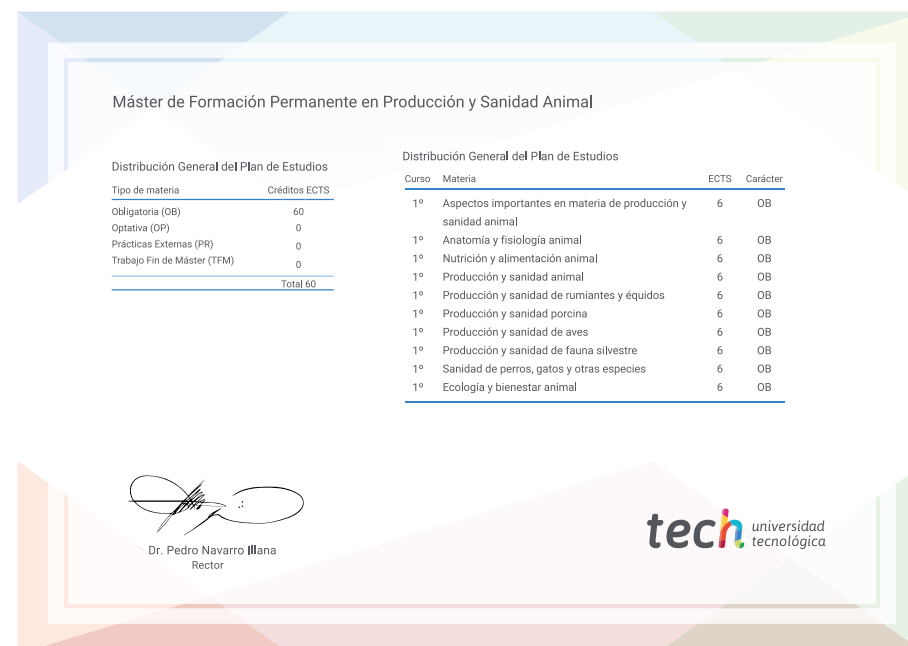 Máster de Formación Permanente en Producción y Sanidad Animal
Distribución General del Plan de Estudios
Tipo de materia Créditos ECTS
Obligatoria (OB) 60
Optativa (OP) 0
Prácticas Externas (PR) 0
Trabajo Fin de Máster (TFM) 0
Total 60
Distribución General del Plan de Estudios
Curso Materia ECTS Carácter
1º Aspectos importantes en materia de producción y 6 OB
sanidad animal
1º Anatomía y fisiología animal 6 OB
1º Nutrición y alimentación animal 6 OB
1º Producción y sanidad animal 6 OB
1º Producción y sanidad de rumiantes y équidos 6 OB
1º Producción y sanidad porcina 6 OB
1º Producción y sanidad de aves 6 OB
1º Producción y sanidad de fauna silvestre 6 OB
1º Sanidad de perros, gatos y otras especies 6 OB
1º Ecología y bienestar animal 6 OB
Dr. Pedro Navarro Illana
Rector
tech universidad
tecnológica